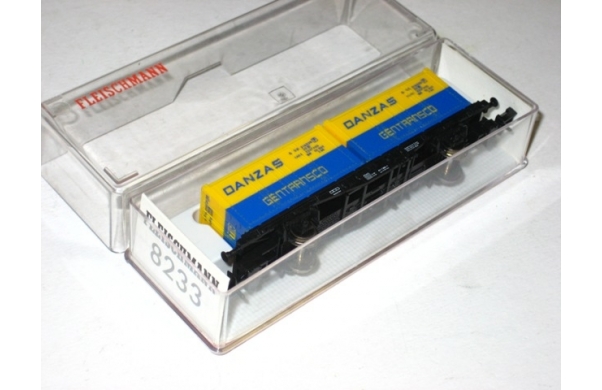 FLEISCHMANN
DANZAS
GENTRANSCO
DANZAS
GENTRANSCO
FLEISCHMANN
8233